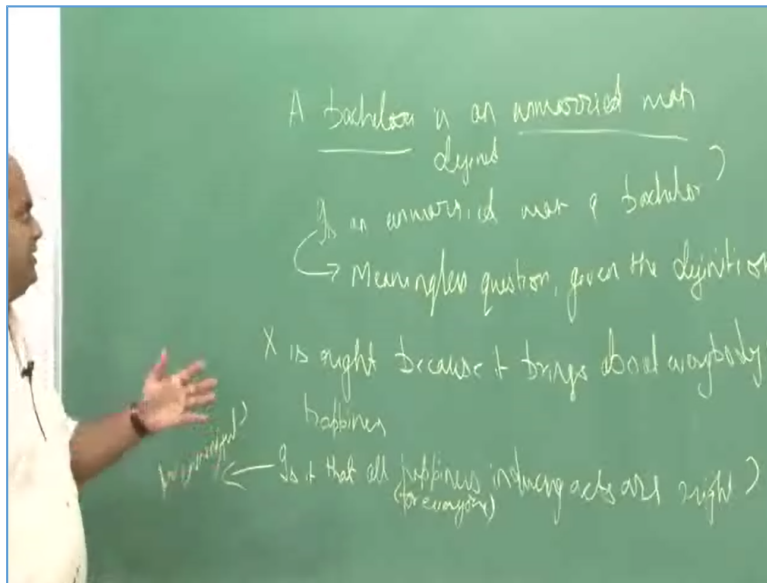 A bachelor is an unmarried man
defined
Is an unmarried man a bachelor?
Meaningless question, given the definition
X is right because it brings about everybody
happiness
Is it that all happiness inducing acts are right?
(for everyone)